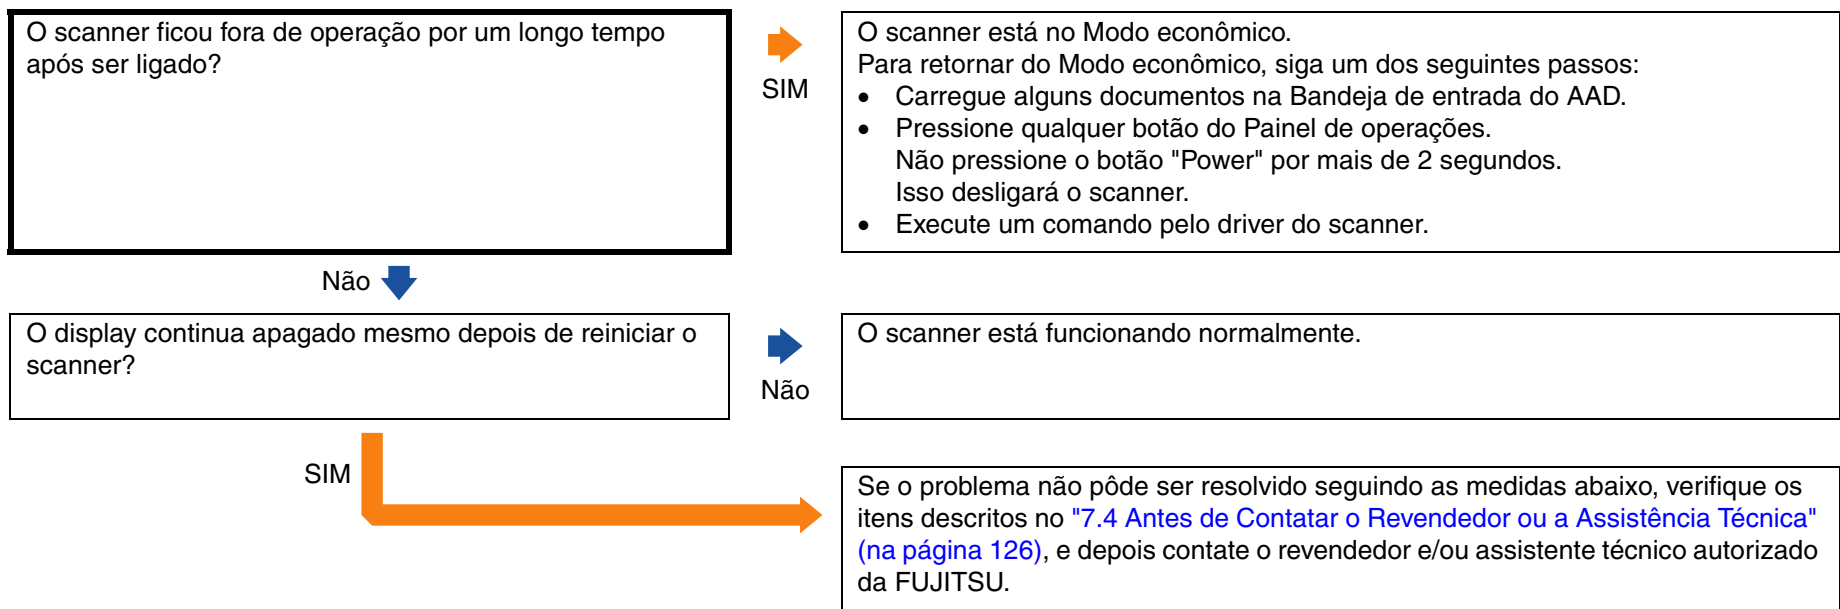 O scanner ficou fora de operação por um longo tempo
após ser ligado?
SIM
O scanner está no Modo econômico.
Para retornar do Modo econômico, siga um dos seguintes passos:
• Carregue alguns documentos na Bandeja de entrada do AAD.
• Pressione qualquer botão do Painel de operações.
Não pressione o botão "Power" por mais de 2 segundos.
Isso desligará o scanner.
• Execute um comando pelo driver do scanner.
Não
O display continua apagado mesmo depois de reiniciar o
scanner?
Não
O scanner está funcionando normalmente.
SIM
Se o problema não pôde ser resolvido seguindo as medidas abaixo, verifique os
itens descritos no "7.4 Antes de Contatar o Revendedor ou a Assistência Técnica"
(na página 126), e depois contate o revendedor e/ou assistente técnico autorizado
da FUJITSU.